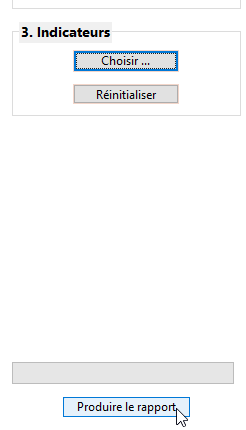 3. Indicateurs
Choisir ...
Réinitialiser
Produire le rapport